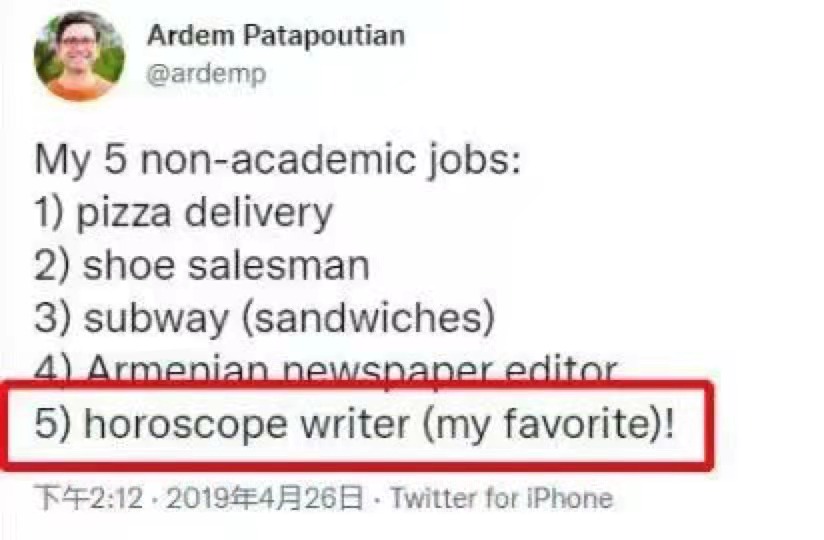 Ardem Patapoutian
@ardemp
My 5 non-academic jobs:
1) pizza delivery
2) shoe salesman
3) subway (sandwiches)
4) Armenian newspaper editor
5) horoscope writer (my favorite)!
下午2:12 · 2019年4月26日 · Twitter for iPhone